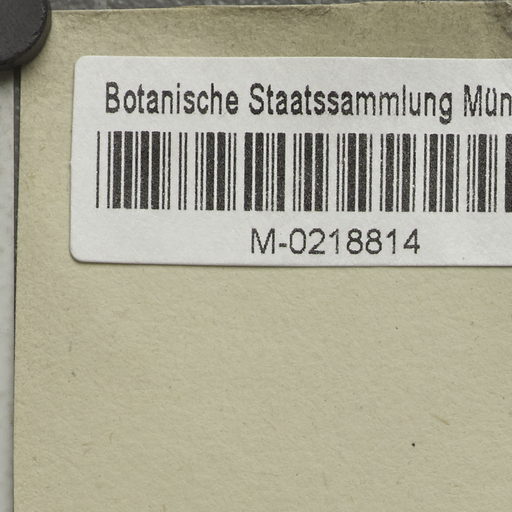 Botanische Staatssammlung Mün
M-0218814